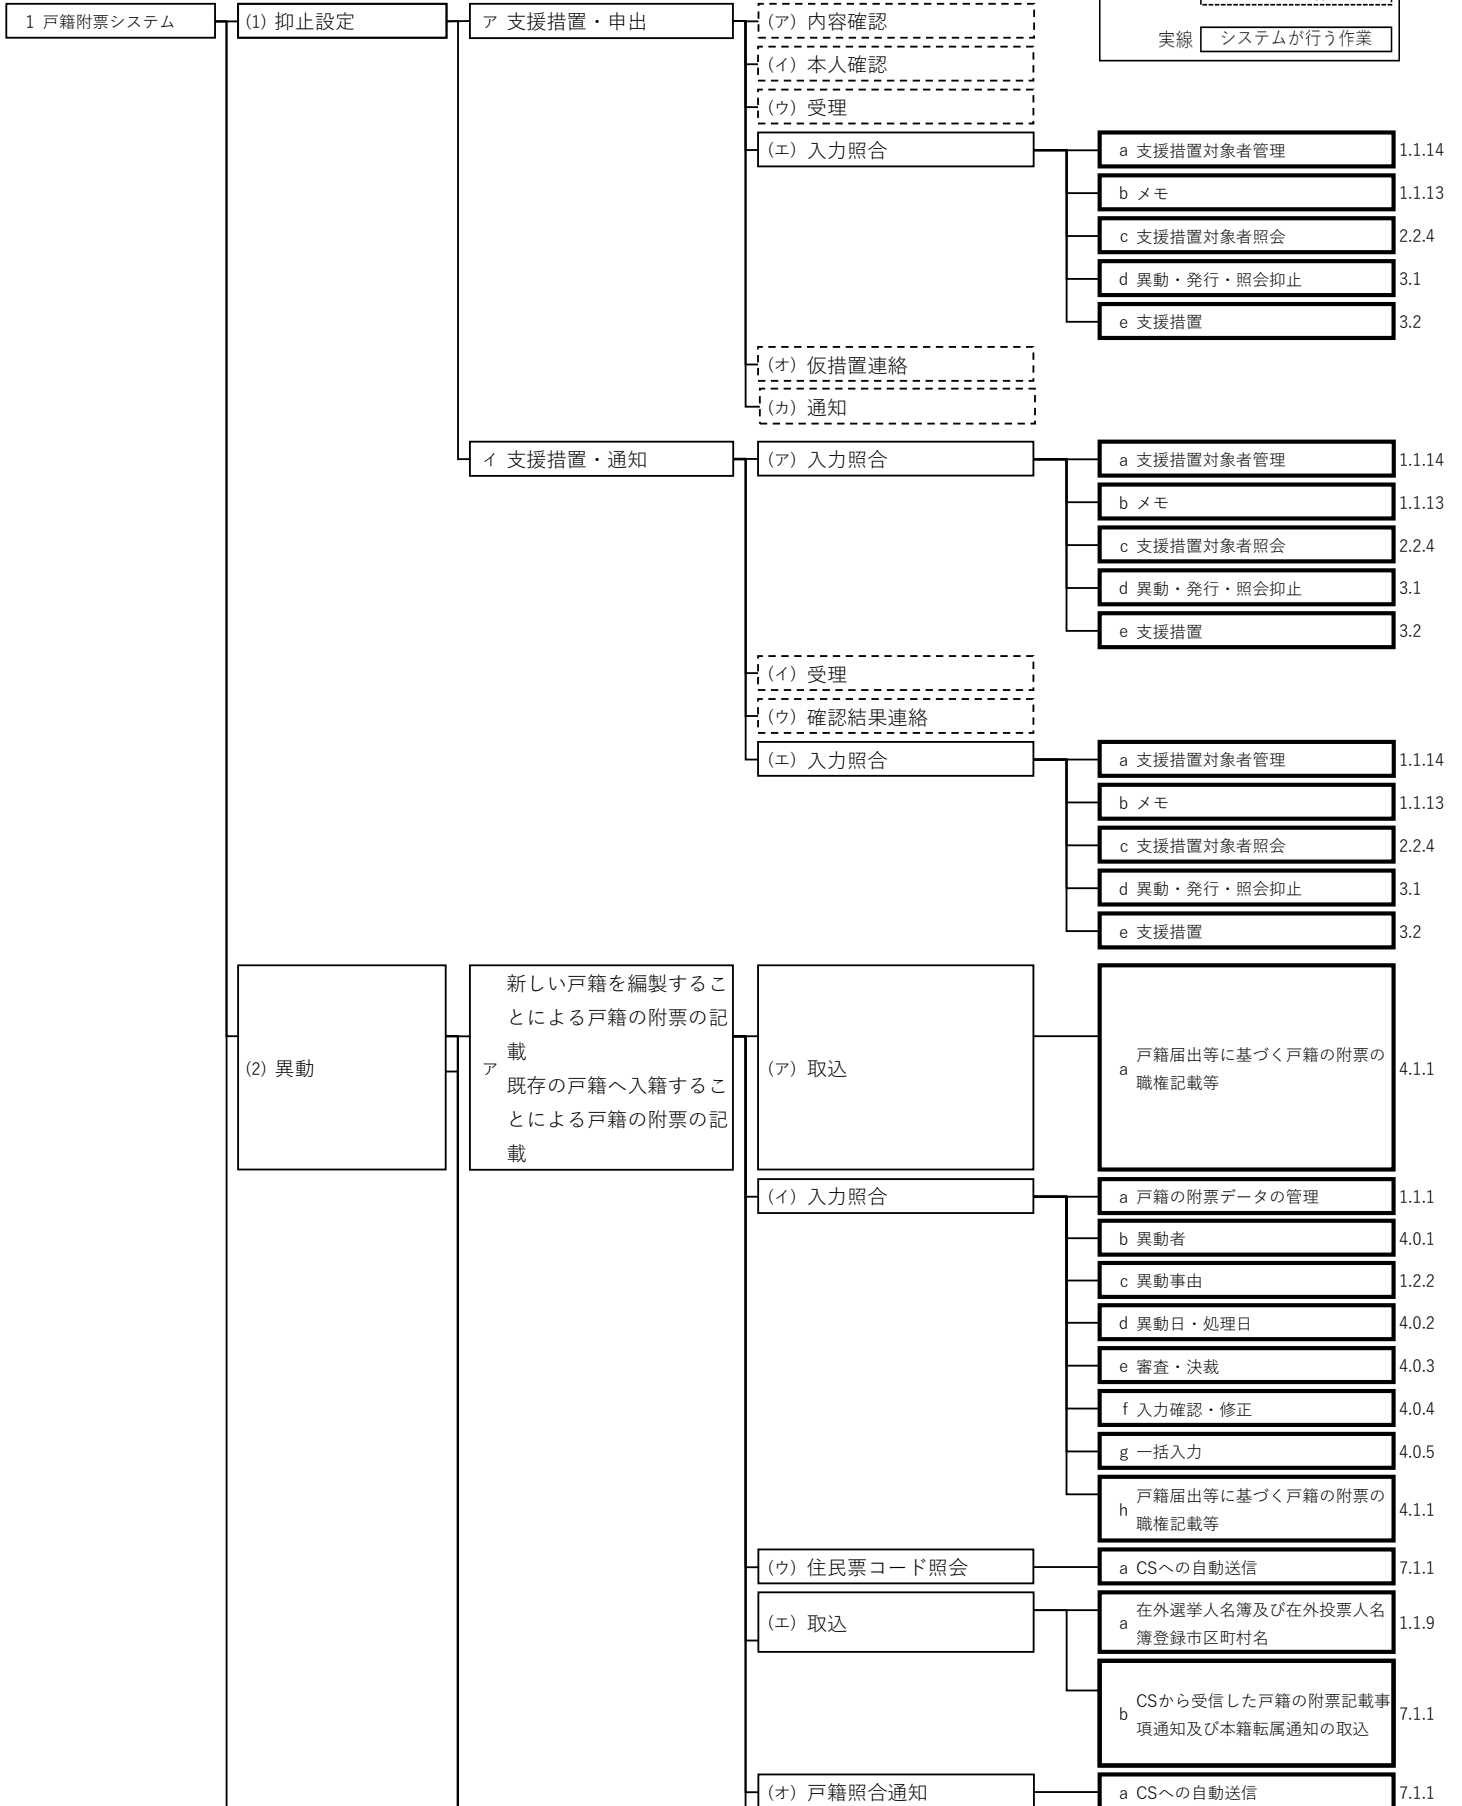 1 戸籍附票システム
(1) 抑止設定
ア 支援措置・申出
(ア) 内容確認
実線 システムが行う作業
(イ) 本人確認
(ウ) 受理
(エ) 入力照合
a 支援措置対象者管理 1.1.14
b メモ 1.1.13
c 支援措置対象者照会 2.2.4
d 異動・発行・照会抑止 3.1
e 支援措置 3.2
(オ) 仮措置連絡
(カ) 通知
イ 支援措置・通知
(ア) 入力照合
a 支援措置対象者管理 1.1.14
b メモ 1.1.13
c 支援措置対象者照会 2.2.4
d 異動・発行・照会抑止 3.1
e 支援措置 3.2
(イ) 受理
(ウ) 確認結果連絡
(エ) 入力照合
a 支援措置対象者管理 1.1.14
b メモ 1.1.13
c 支援措置対象者照会 2.2.4
d 異動・発行・照会抑止 3.1
e 支援措置 3.2
(2) 異動
ア
新しい戸籍を編製するこ
とによる戸籍の附票の記
載
既存の戸籍へ入籍するこ
とによる戸籍の附票の記
載
(ア) 取込
a 戸籍届出等に基づく戸籍の附票の
職権記載等 4.1.1
(イ) 入力照合
a 戸籍の附票データの管理 1.1.1
b 異動者 4.0.1
c 異動事由 1.2.2
d 異動日・処理日 4.0.2
e 審査・決裁 4.0.3
f 入力確認・修正 4.0.4
g 一括入力 4.0.5
h 戸籍届出等に基づく戸籍の附票の
職権記載等 4.1.1
(ウ) 住民票コード照会
a CSへの自動送信 7.1.1
(エ) 取込
a 在外選挙人名簿及び在外投票人名
簿登録市区町村名 1.1.9
b CSから受信した戸籍の附票記載事
項通知及び本籍転属通知の取込 7.1.1
(オ) 戸籍照合通知
a CSへの自動送信 7.1.1